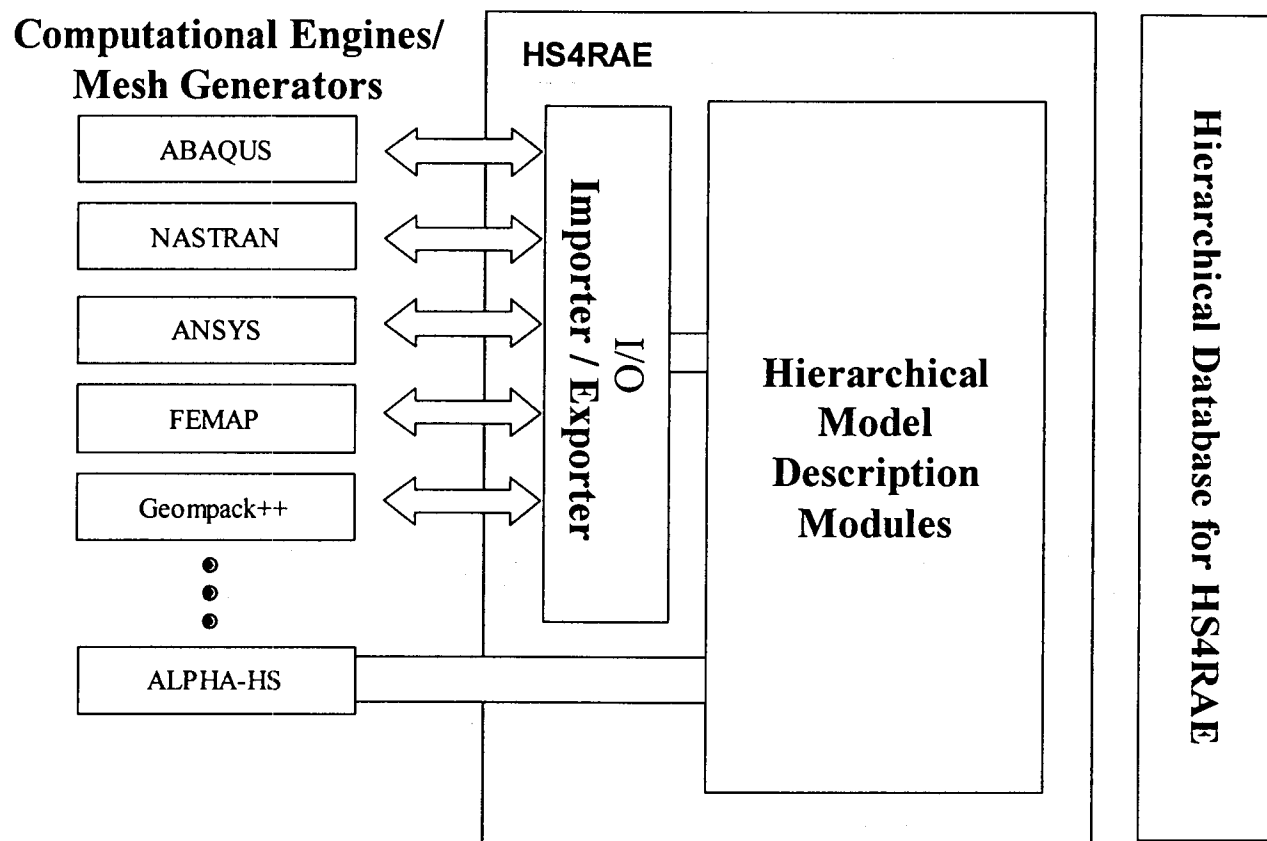 Computational Engines/
Mesh Generators
ABAQUS
NASTRAN
ANSYS
FEMAP
Geompack++
ALPHA-HS
HS4RAE
I/O
Importer / Exporter
Hierarchical
Model
Description
Modules
Hierarchical Database for HS4RAE